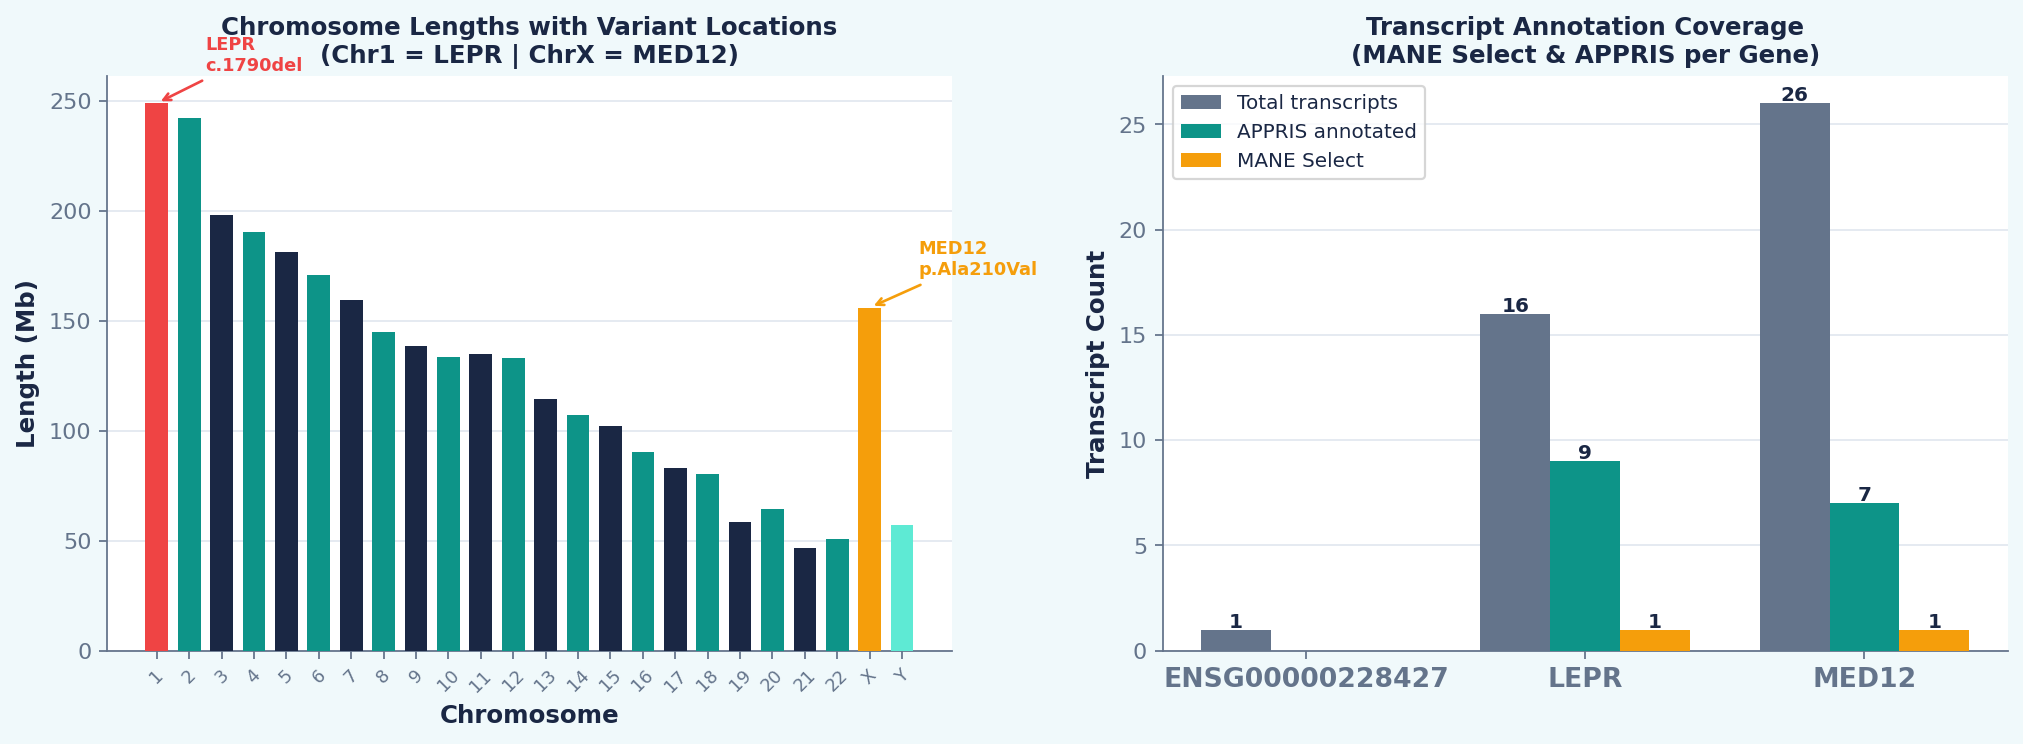 Chromosome Lengths with Variant Locations
(Chr1 = LEPR | ChrX = MED12)
LEPR
c.1790del
MED12
p.Ala210Val
Length (Mb)
250
200
150
100
50
0
1 2 3 4 5 6 7 8 9 10 11 12 13 14 15 16 17 18 19 20 21 22 X Y
Chromosome
Transcript Annotation Coverage
(MANE Select & APPRIS per Gene)
Total transcripts
APPRIS annotated
MANE Select
Transcript Count
25
20
15
10
5
0
1
16
9
1
26
7
1
ENSG00000228427 LEPR MED12